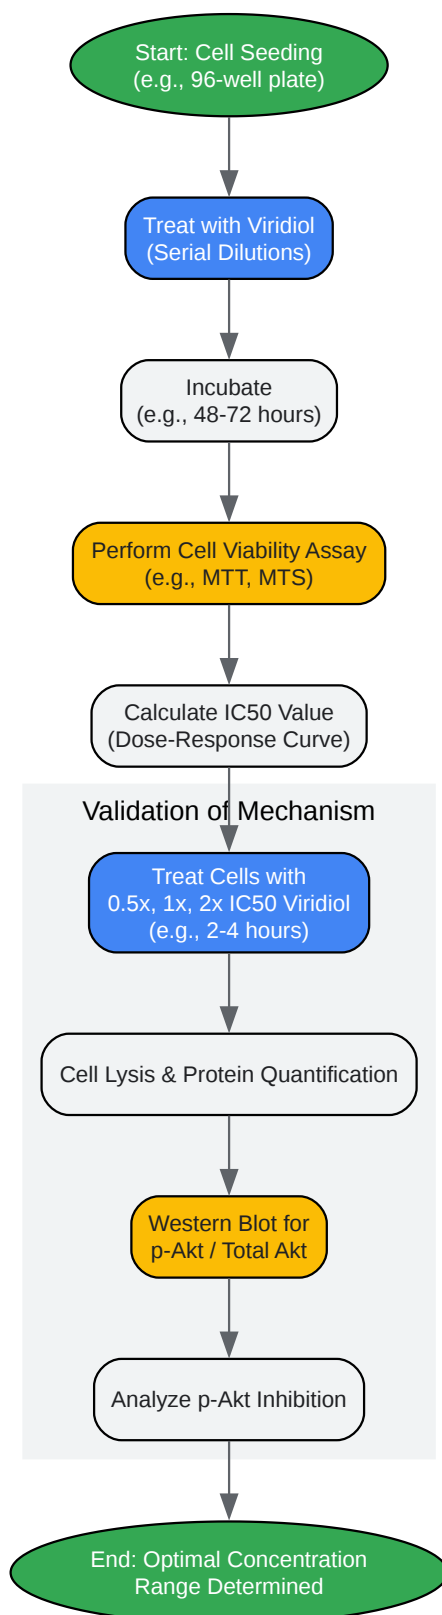 Start: Cell Seeding
(e.g., 96-well plate)
Treat with Viridiol
(Serial Dilutions)
Incubate
(e.g., 48-72 hours)
Perform Cell Viability Assay
(e.g., MTT, MTS)
Calculate IC50 Value
(Dose-Response Curve)
Validation of Mechanism
Treat Cells with
0.5x, 1x, 2x IC50 Viridiol
(e.g., 2-4 hours)
Cell Lysis & Protein Quantification
Western Blot for
p-Akt / Total Akt
Analyze p-Akt Inhibition
End: Optimal Concentration
Range Determined